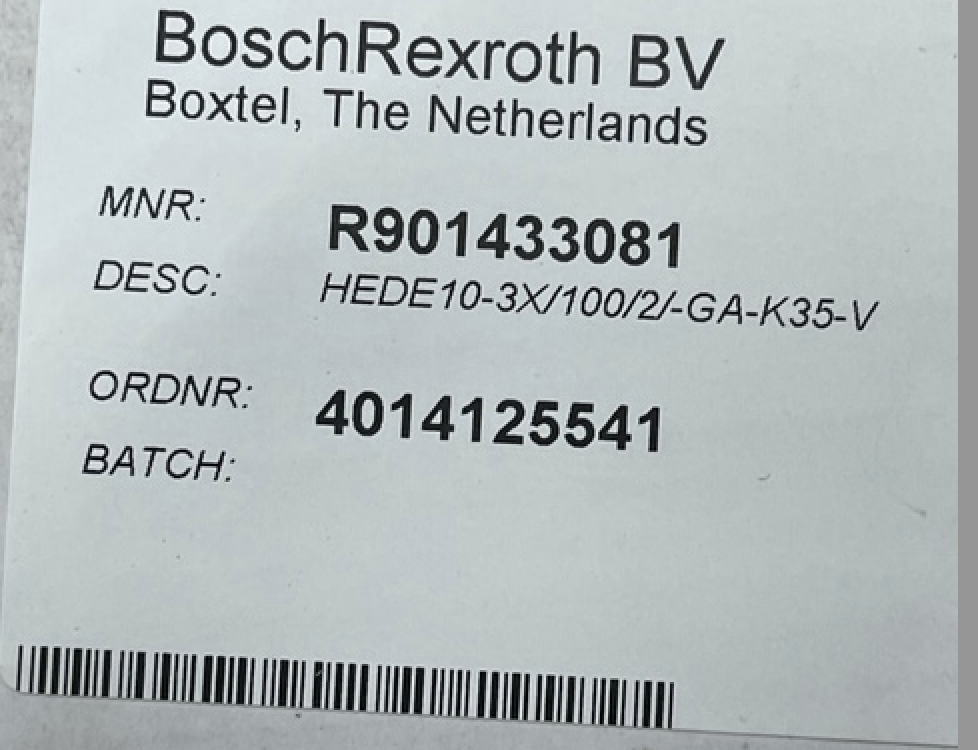 BoschRexroth BV
Boxtel, The Netherlands
MNR: R901433081
DESC: HEDE10-3X/100/2/-GA-K35-V
ORDNR: 4014125541
BATCH: